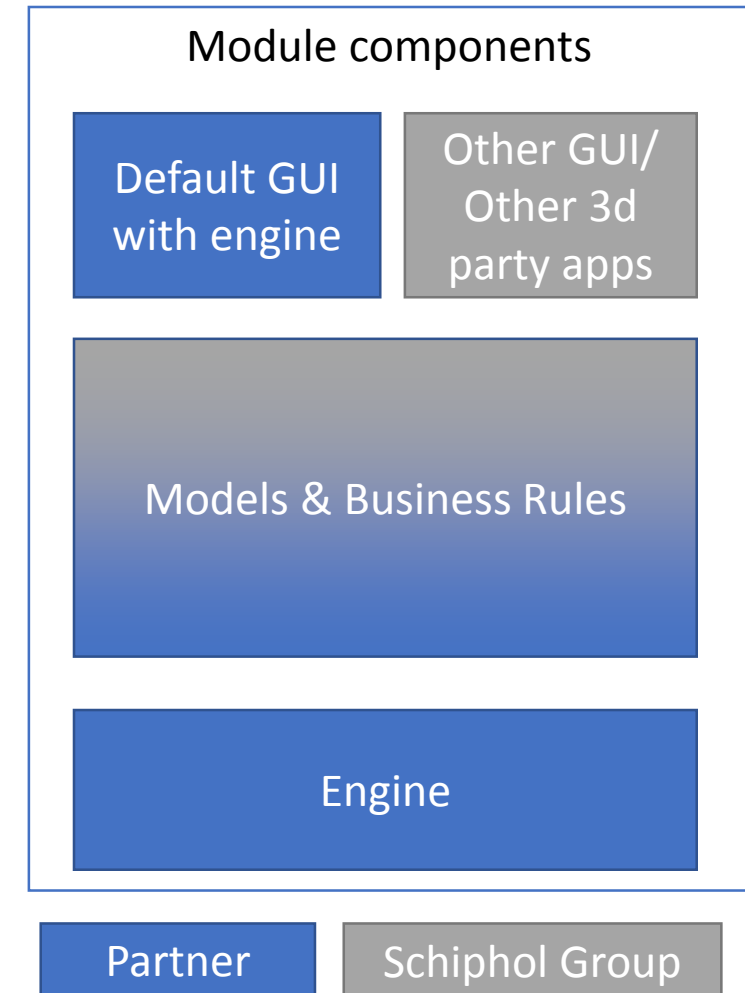 Module components
Default GUI
with engine
Other GUI/
Other 3d
party apps
Models & Business Rules
Engine
Partner
Schiphol Group